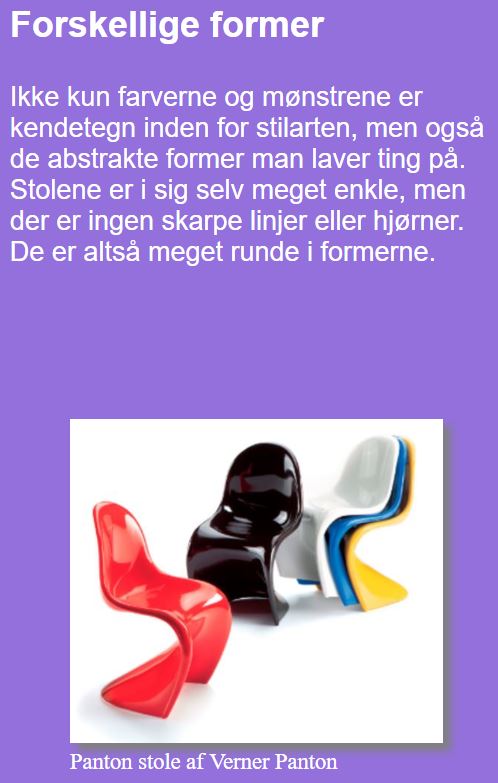 Forskellige former
Ikke kun farverne og mønstrene er
kendetegn inden for stilarten, men også
de abstrakte former man laver ting på.
Stolene er i sig selv meget enkle, men
der er ingen skarpe linjer eller hjørner.
De er altså meget runde i formerne.
Panton stole af Verner Panton